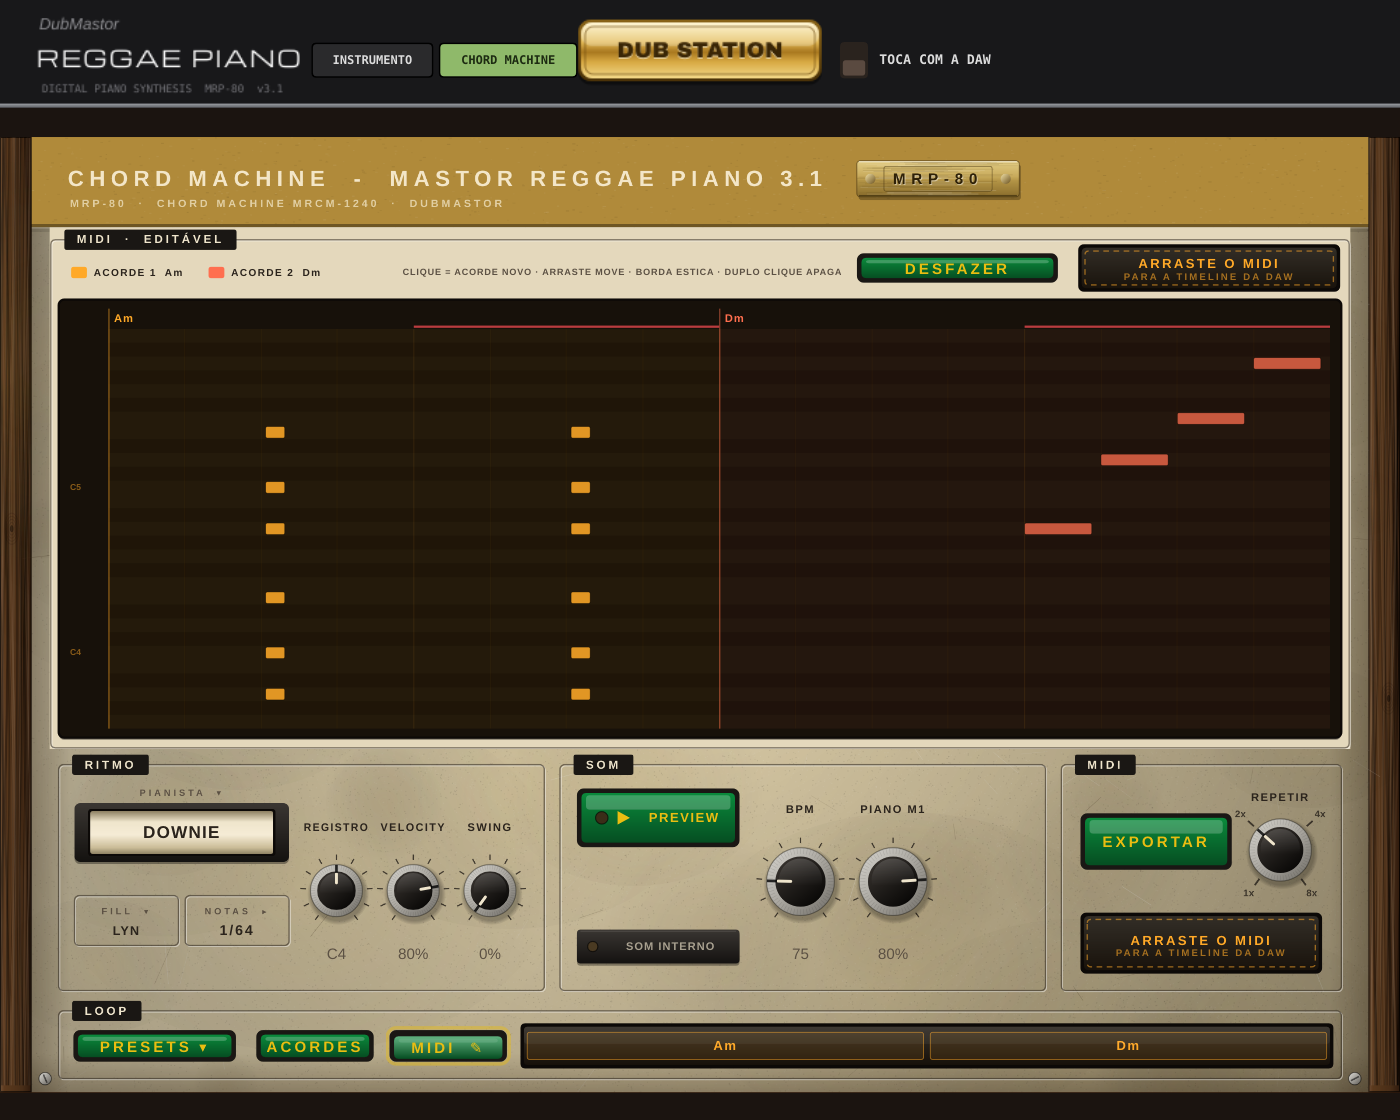 DubMastor
REGGAE PIANO
DIGITAL PIANO SYNTHESIS MRP-80 v3.1
INSTRUMENTO
CHORD MACHINE
DUB STATION
TOCA COM A DAW
CHORD MACHINE - MASTOR REGGAE PIANO 3.1
MRP-80 · CHORD MACHINE MRCM-1240 · DUBMASTOR
MRP-80
MIDI · EDITÁVEL
ACORDE 1 Am
ACORDE 2 Dm
CLIQUE = ACORDE NOVO · ARRASTE MOVE · BORDA ESTICA · DUPLO CLIQUE APAGA
DESFAZER
ARRASTE O MIDI
PARA A TIMELINE DA DAW
Am
Dm
C5
C4
RITMO
PIANISTA ▾
DOWNIE
FILL ▾
LYN
NOTAS ▸
1/64
REGISTRO
VELOCITY
SWING
C4
80%
0%
SOM
PREVIEW
SOM INTERNO
BPM
PIANO M1
75
80%
MIDI
EXPORTAR
REPETIR
2x
4x
1x
8x
ARRASTE O MIDI
PARA A TIMELINE DA DAW
LOOP
PRESETS ▾
ACORDES
MIDI ✎
Am
Dm